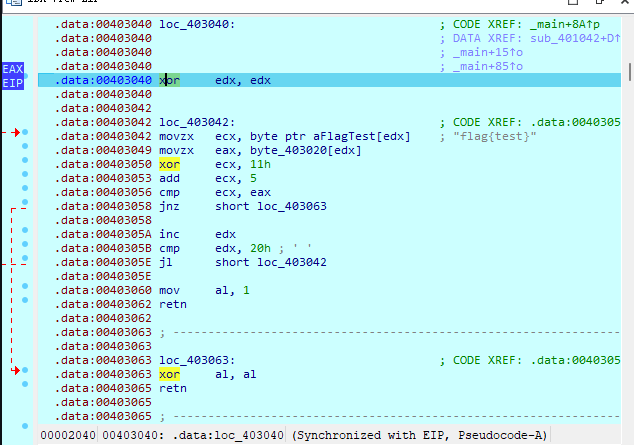 .data:00403040 loc_403040: ; CODE XREF: _main+8A↑p
.data:00403040 ; DATA XREF: sub_401042+D↑
.data:00403040 ; _main+15↑o
.data:00403040 ; _main+85↑o
EAX
EIP
.data:00403040 xor edx, edx
.data:00403040
.data:00403042
.data:00403042 loc_403042: ; CODE XREF: .data:0040305
.data:00403042 movzx ecx, byte ptr aFlagTest[edx] ; "flag{test}"
.data:00403049 movzx eax, byte_403020[edx]
.data:00403050 xor ecx, 11h
.data:00403053 add ecx, 5
.data:00403056 cmp ecx, eax
.data:00403058 jnz short loc_403063
.data:00403058
.data:0040305A inc edx
.data:0040305B cmp edx, 20h ; ' '
.data:0040305E jl short loc_403042
.data:0040305E
.data:00403060 mov al, 1
.data:00403062 retn
.data:00403062
.data:00403063 ; ---------------------------------------------------------------------------
.data:00403063
.data:00403063 loc_403063: ; CODE XREF: .data:0040305
.data:00403063 xor al, al
.data:00403065 retn
.data:00403065
.data:00403065 ; ---------------------------------------------------------------------------
00002040 00403040: .data:loc_403040 (Synchronized with EIP, Pseudocode-A)